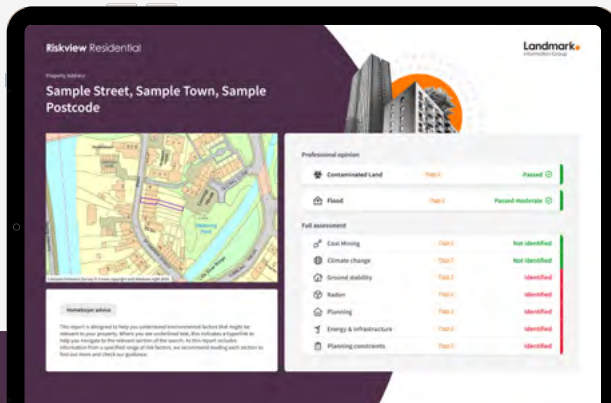 Riskview Residential
Landmark
Information Group
Property Address
Sample Street, Sample Town, Sample
Postcode
Professional opinion
Contaminated Land
Passed
Flood
Passed moderate
Full assessment
Coal Mining
Not identified
Climate change
Not identified
Ground stability
Identified
Radon
Identified
Planning
Identified
Energy & infrastructure
Identified
Planning constraints
Identified
Homebuyer advice
This report is designed to help you understand environmental factors that might be
relevant to your property. Where you see underlined text, this indicates a hyperlink to
help you navigate to the relevant section of the search. As this report includes
information from a specified range of risk factors, we recommend reading each section to
find out more and check our guidance.